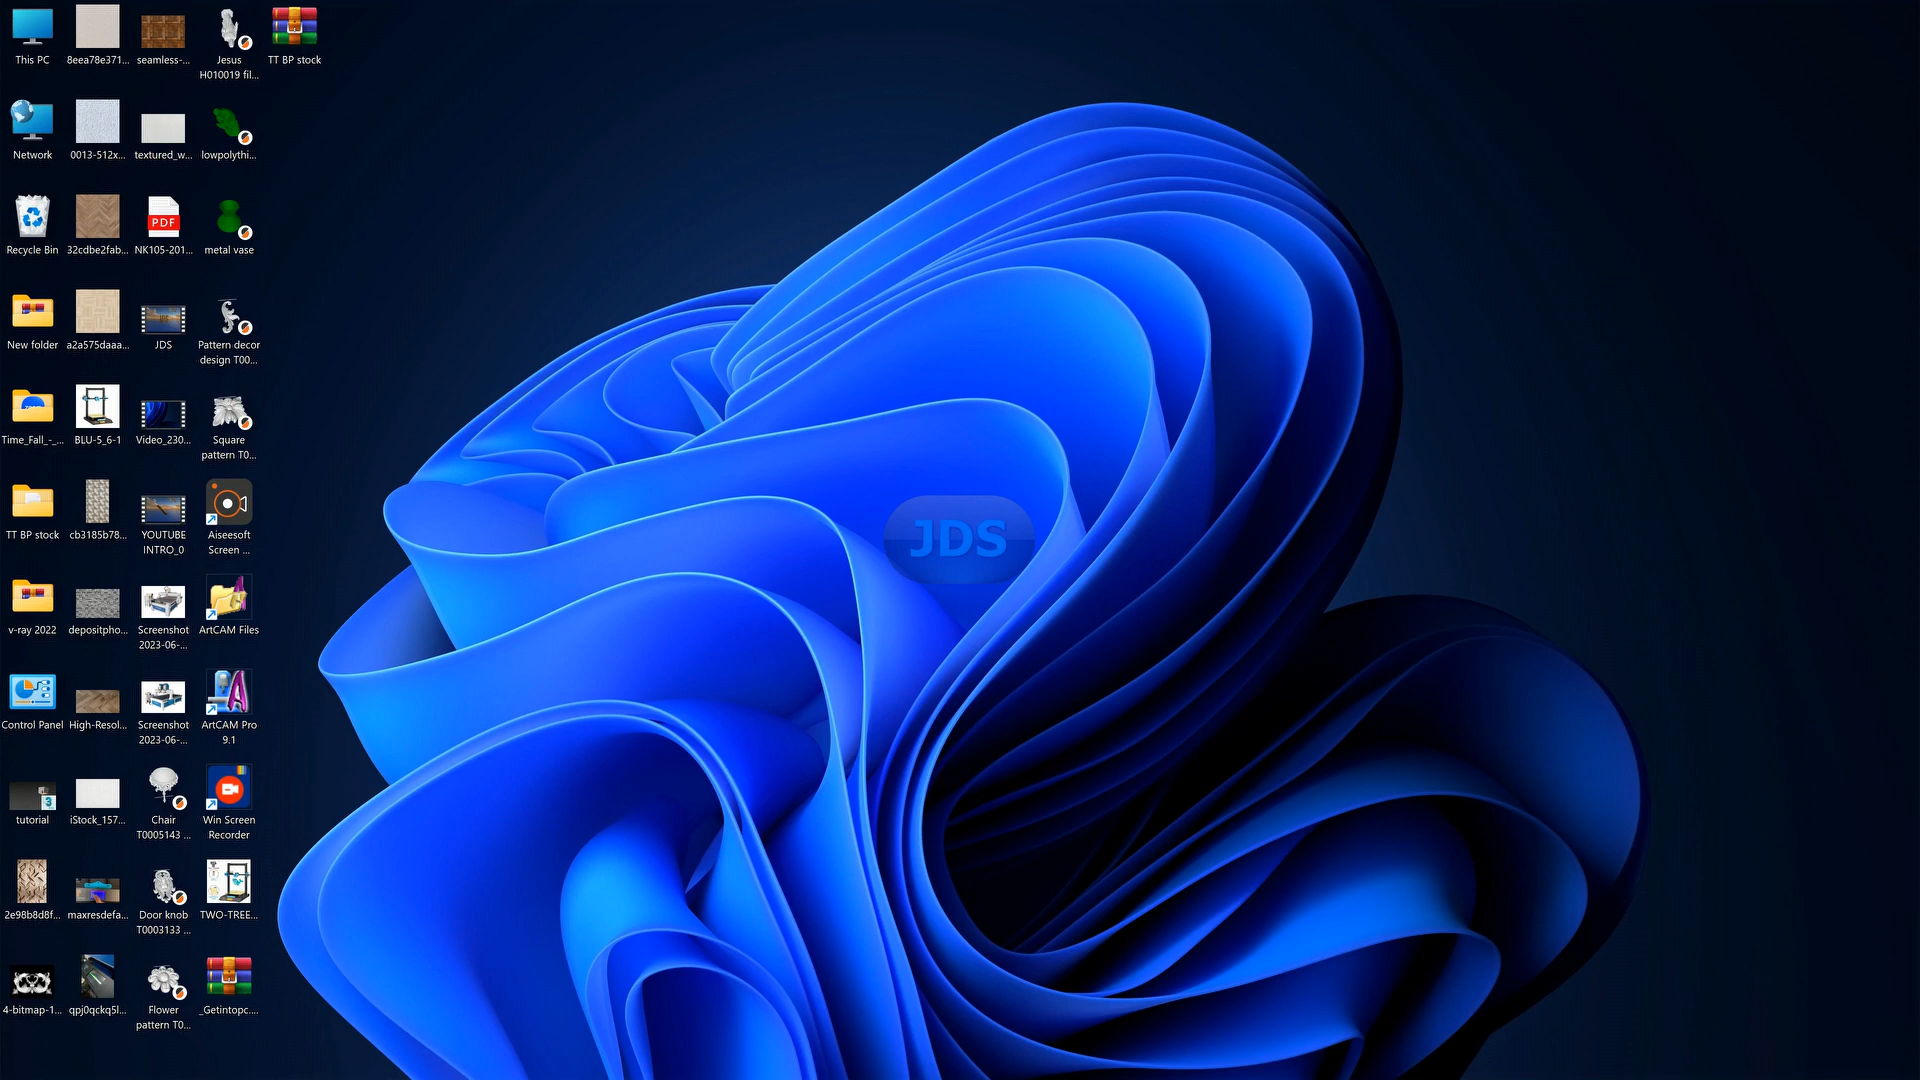 This PC
8eea78e371...
seamless-...
Jesus
H010019 fil...
TT BP stock
Network
0013-512x...
textured_w...
lowpolythi...
Recycle Bin
32cdbe2fab...
PDF
NK105-201...
metal vase
New folder
a2a575daaa...
JDS
Pattern decor
design T00...
Time_Fall_-_...
BLU-5_6-1
Video_230...
Square
pattern T0...
TT BP stock
cb3185b78...
YOUTUBE
INTRO_0
Aiseesoft
Screen ...
JDS
v-ray 2022
depositpho...
Screenshot
2023-06-...
ArtCAM Files
Control Panel
High-Resol...
Screenshot
2023-06-...
ArtCAM Pro
9.1
tutorial
iStock_157...
Chair
T0005143 ...
Win Screen
Recorder
2e98b8d8f...
maxresdefa...
Door knob
T0003133 ...
TWO-TREE...
4-bitmap-1...
qpj0qckq5l...
Flower
pattern T0...
_Getintopc....